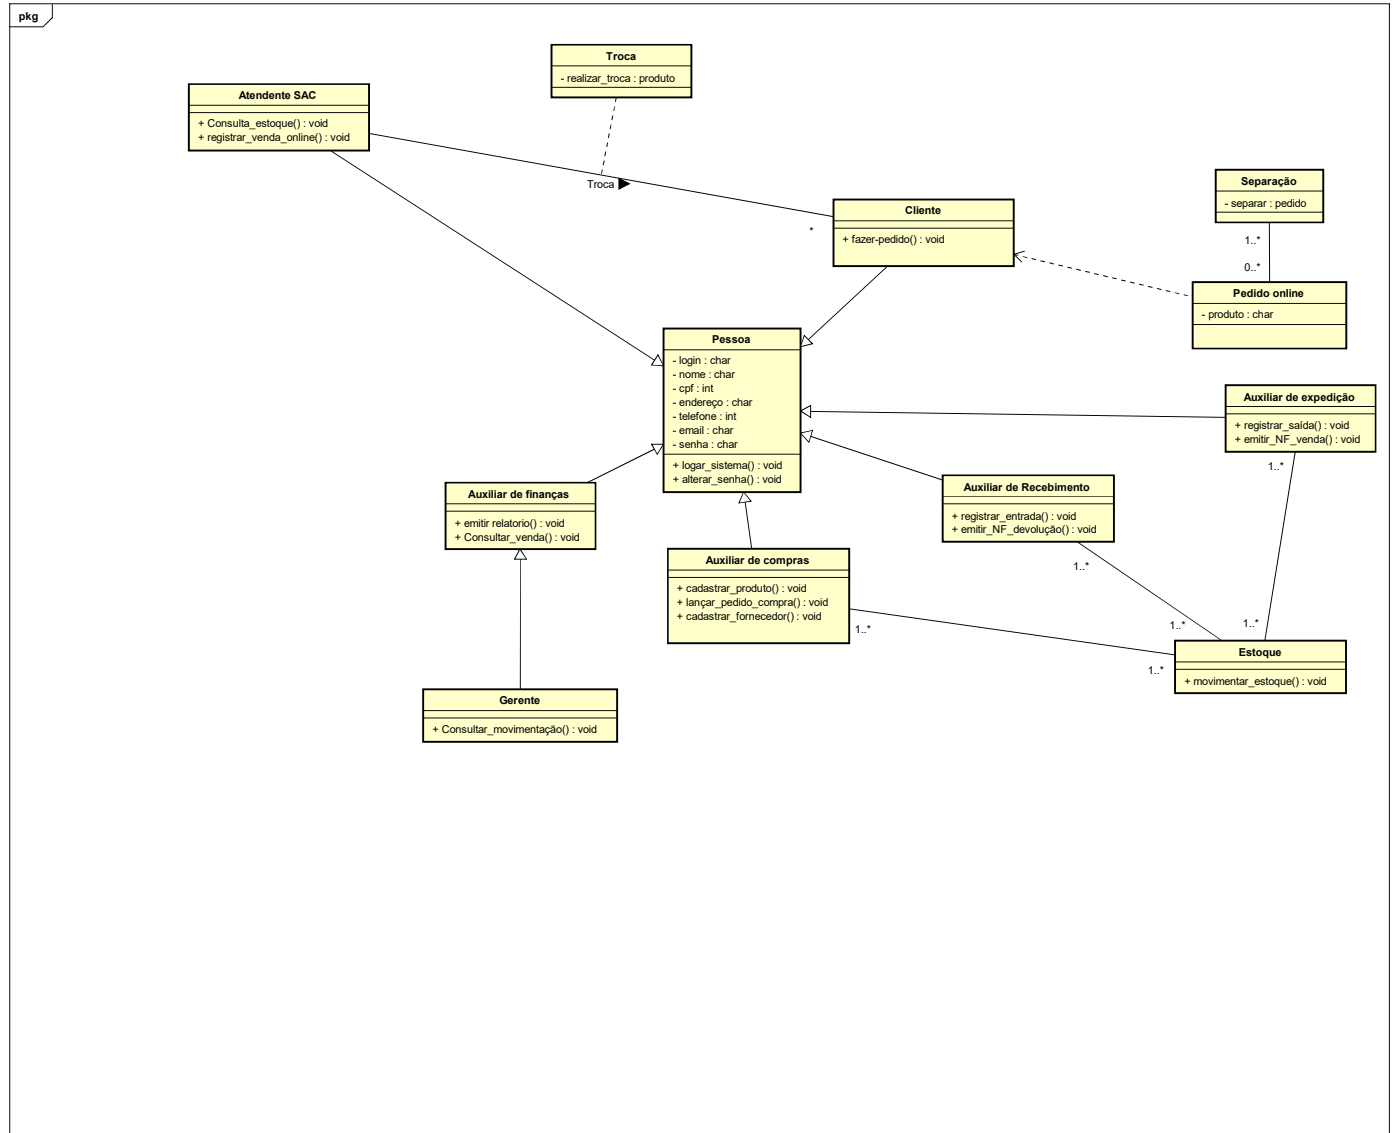 pkg
Troca
- realizar_troca : produto
Atendente SAC
+ Consulta_estoque() : void
+ registrar_venda_online() : void
Troca
Cliente
+ fazer-pedido() : void
*
Separação
- separar : pedido
1..*
0..*
Pedido online
- produto : char
Pessoa
- login : char
- nome : char
- cpf : int
- endereço : char
- telefone : int
- email : char
- senha : char
+ logar_sistema() : void
+ alterar_senha() : void
Auxiliar de expedição
+ registrar_saída() : void
+ emitir_NF_venda() : void
1..*
Auxiliar de finanças
+ emitir relatorio() : void
+ Consultar_venda() : void
Auxiliar de Recebimento
+ registrar_entrada() : void
+ emitir_NF_devolução() : void
1..*
Auxiliar de compras
+ cadastrar_produto() : void
+ lançar_pedido_compra() : void
+ cadastrar_fornecedor() : void
1..*
1..*
1..*
1..*
Estoque
+ movimentar_estoque() : void
Gerente
+ Consultar_movimentação() : void